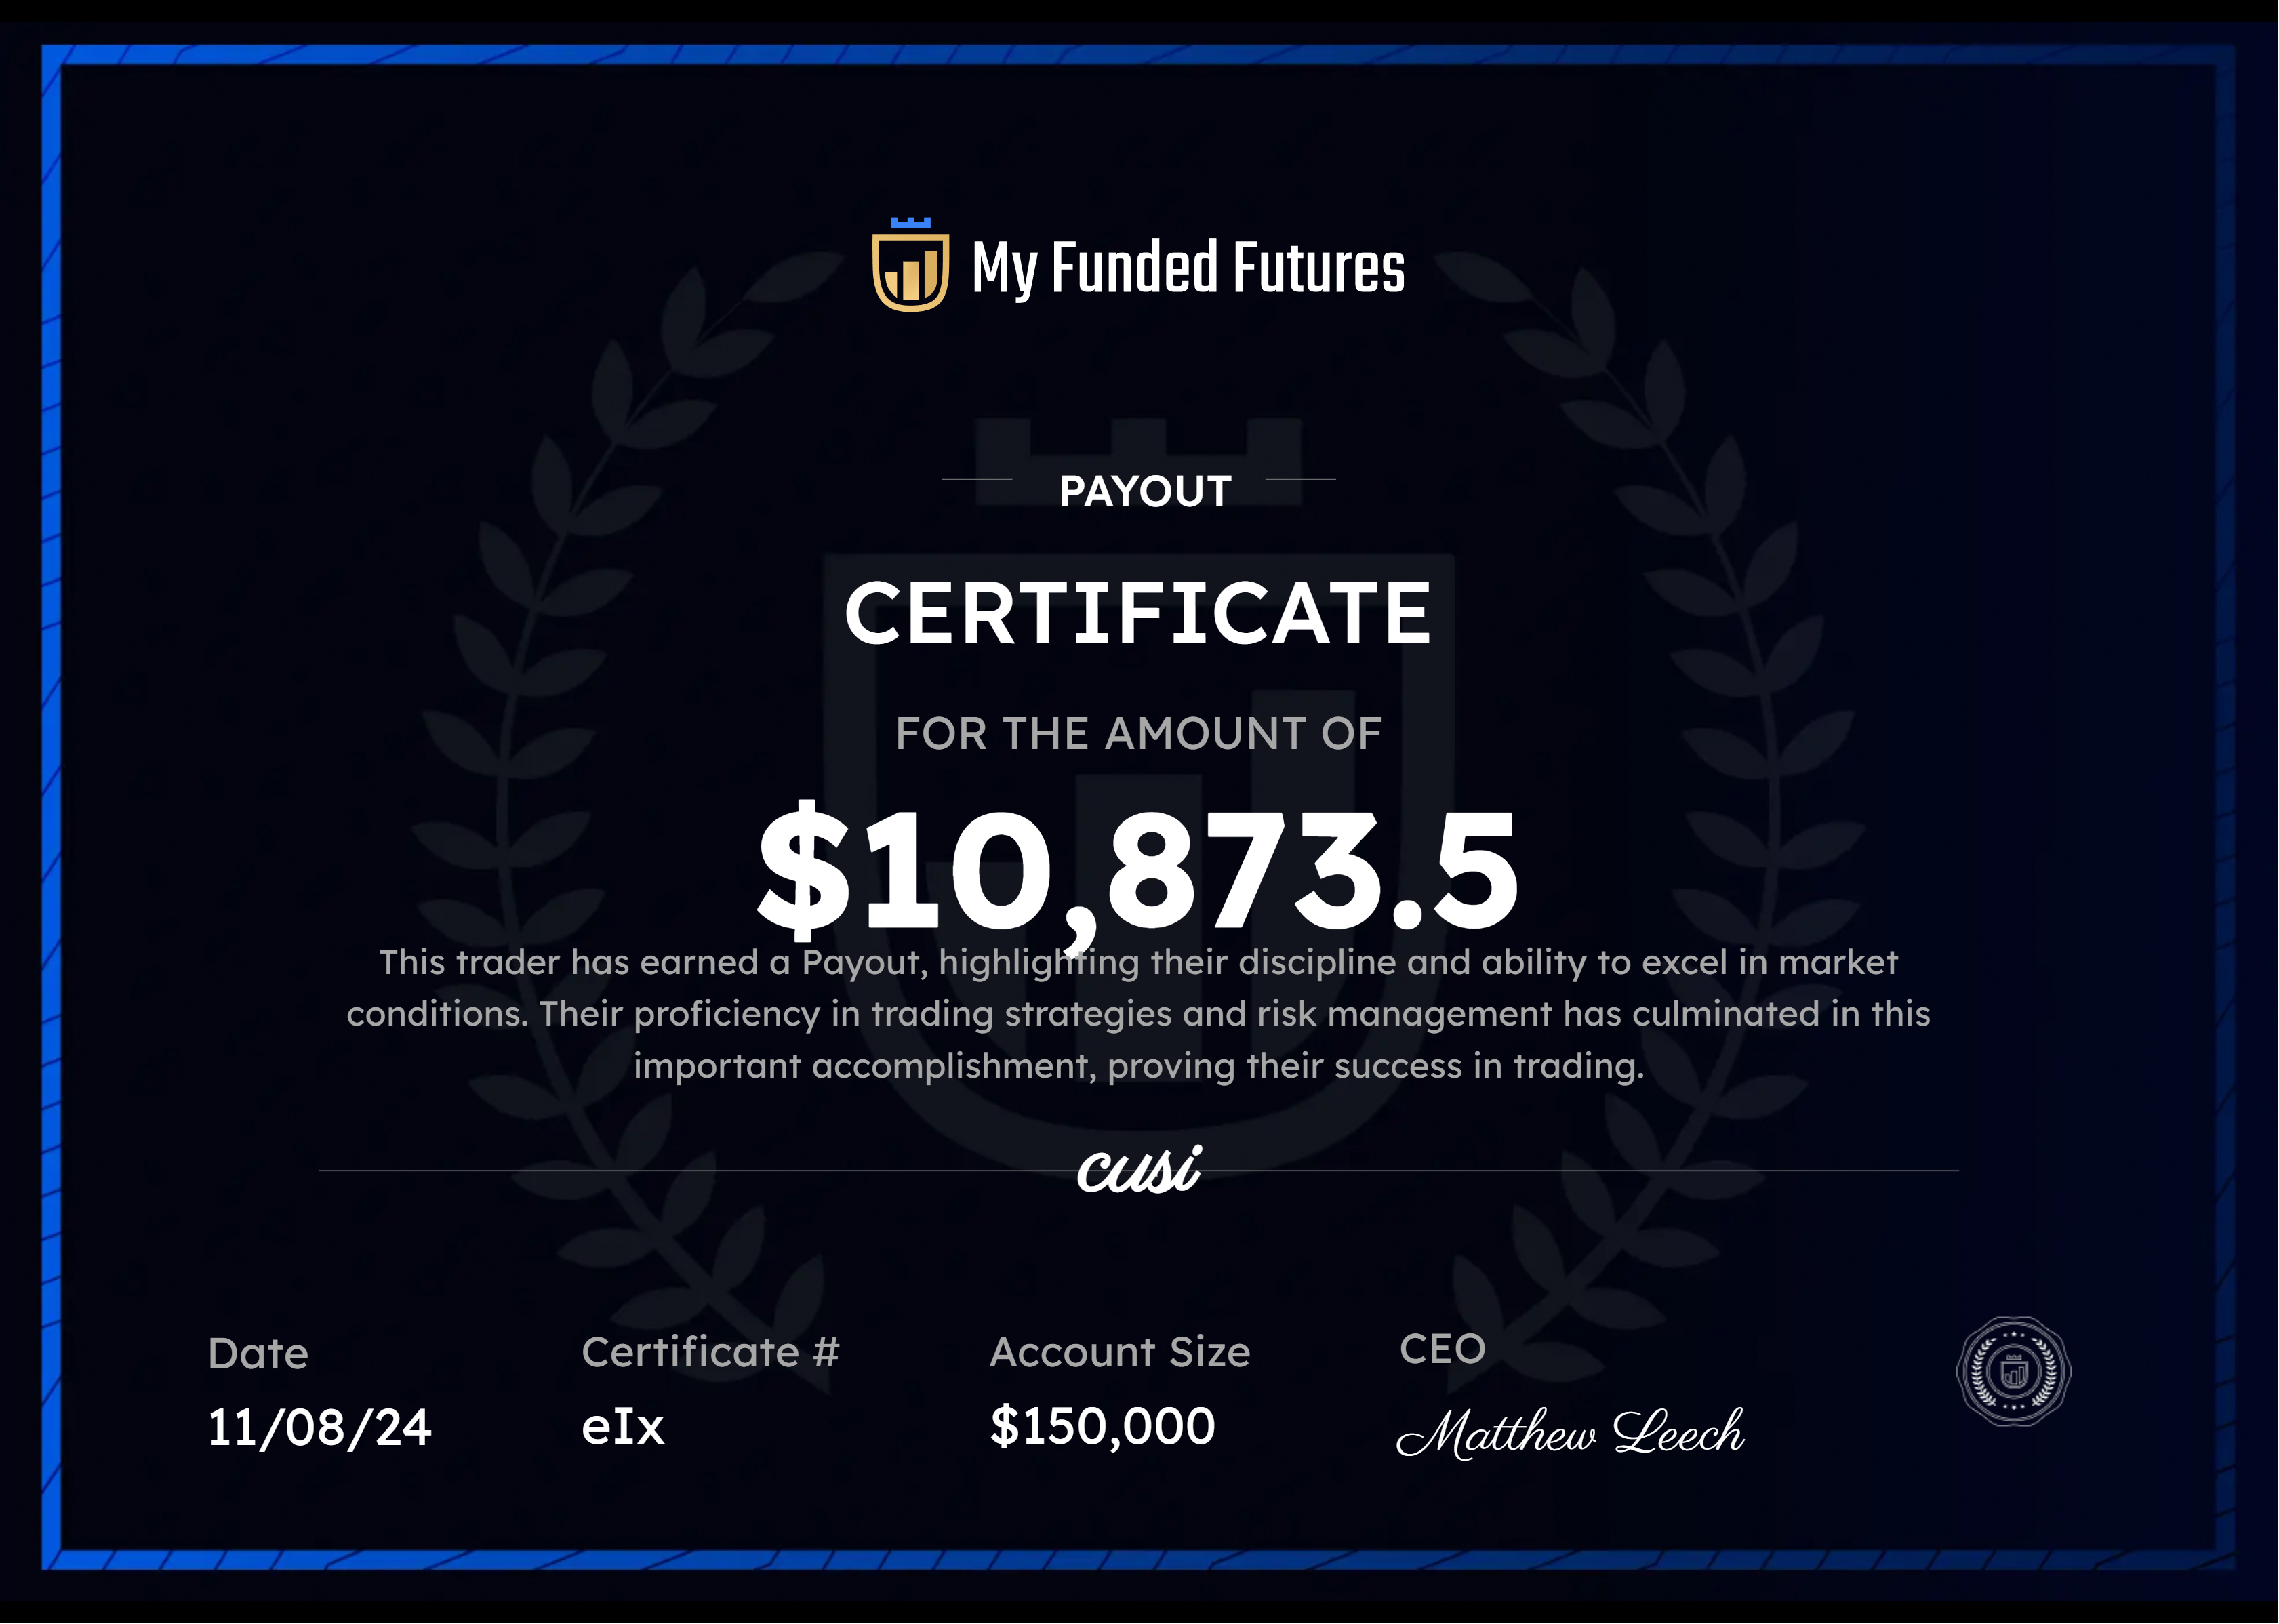 My Funded Futures
PAYOUT
CERTIFICATE
FOR THE AMOUNT OF
$10,873.5
This trader has earned a Payout, highlighting their discipline and ability to excel in market
conditions. Their proficiency in trading strategies and risk management has culminated in this
important accomplishment, proving their success in trading.
cusi
Date
11/08/24
Certificate #
eIx
Account Size
$150,000
CEO
Matthew Leech